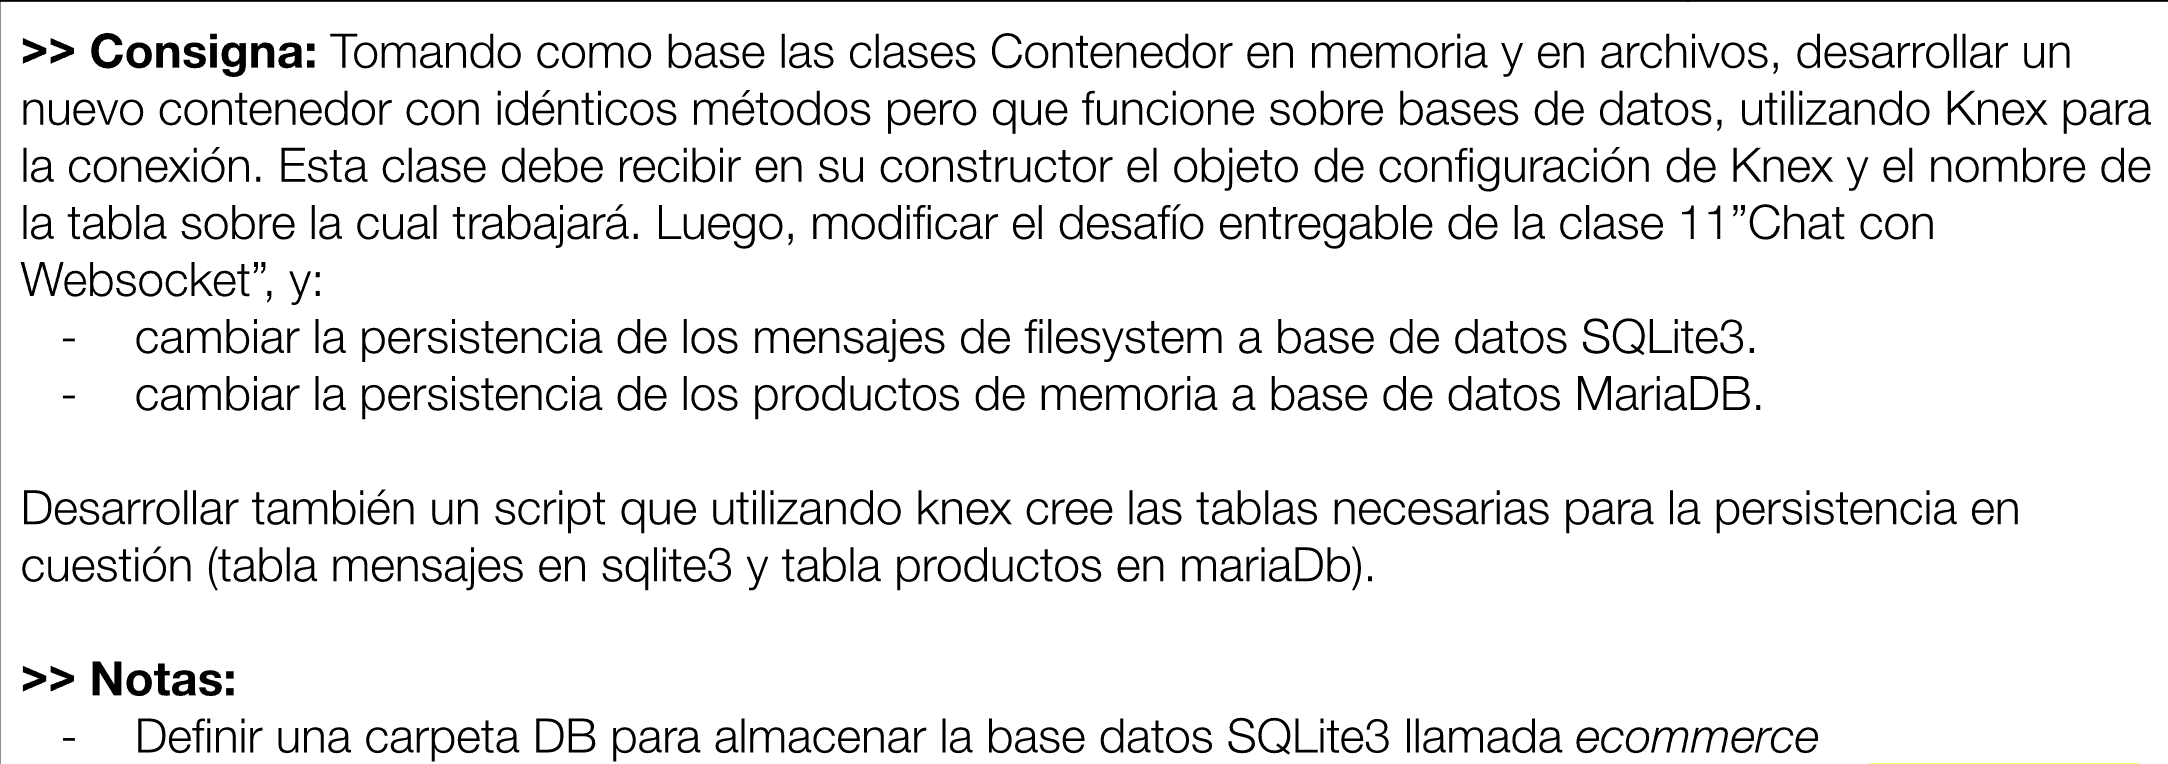 >> Consigna: Tomando como base las clases Contenedor en memoria y en archivos, desarrollar un
nuevo contenedor con idénticos métodos pero que funcione sobre bases de datos, utilizando Knex para
la conexión. Esta clase debe recibir en su constructor el objeto de configuración de Knex y el nombre de
la tabla sobre la cual trabajará. Luego, modificar el desafío entregable de la clase 11”Chat con
Websocket”, y:
- cambiar la persistencia de los mensajes de filesystem a base de datos SQLite3.
- cambiar la persistencia de los productos de memoria a base de datos MariaDB.
Desarrollar también un script que utilizando knex cree las tablas necesarias para la persistencia en
cuestión (tabla mensajes en sqlite3 y tabla productos en mariaDb).
>> Notas:
- Definir una carpeta DB para almacenar la base datos SQLite3 llamada ecommerce